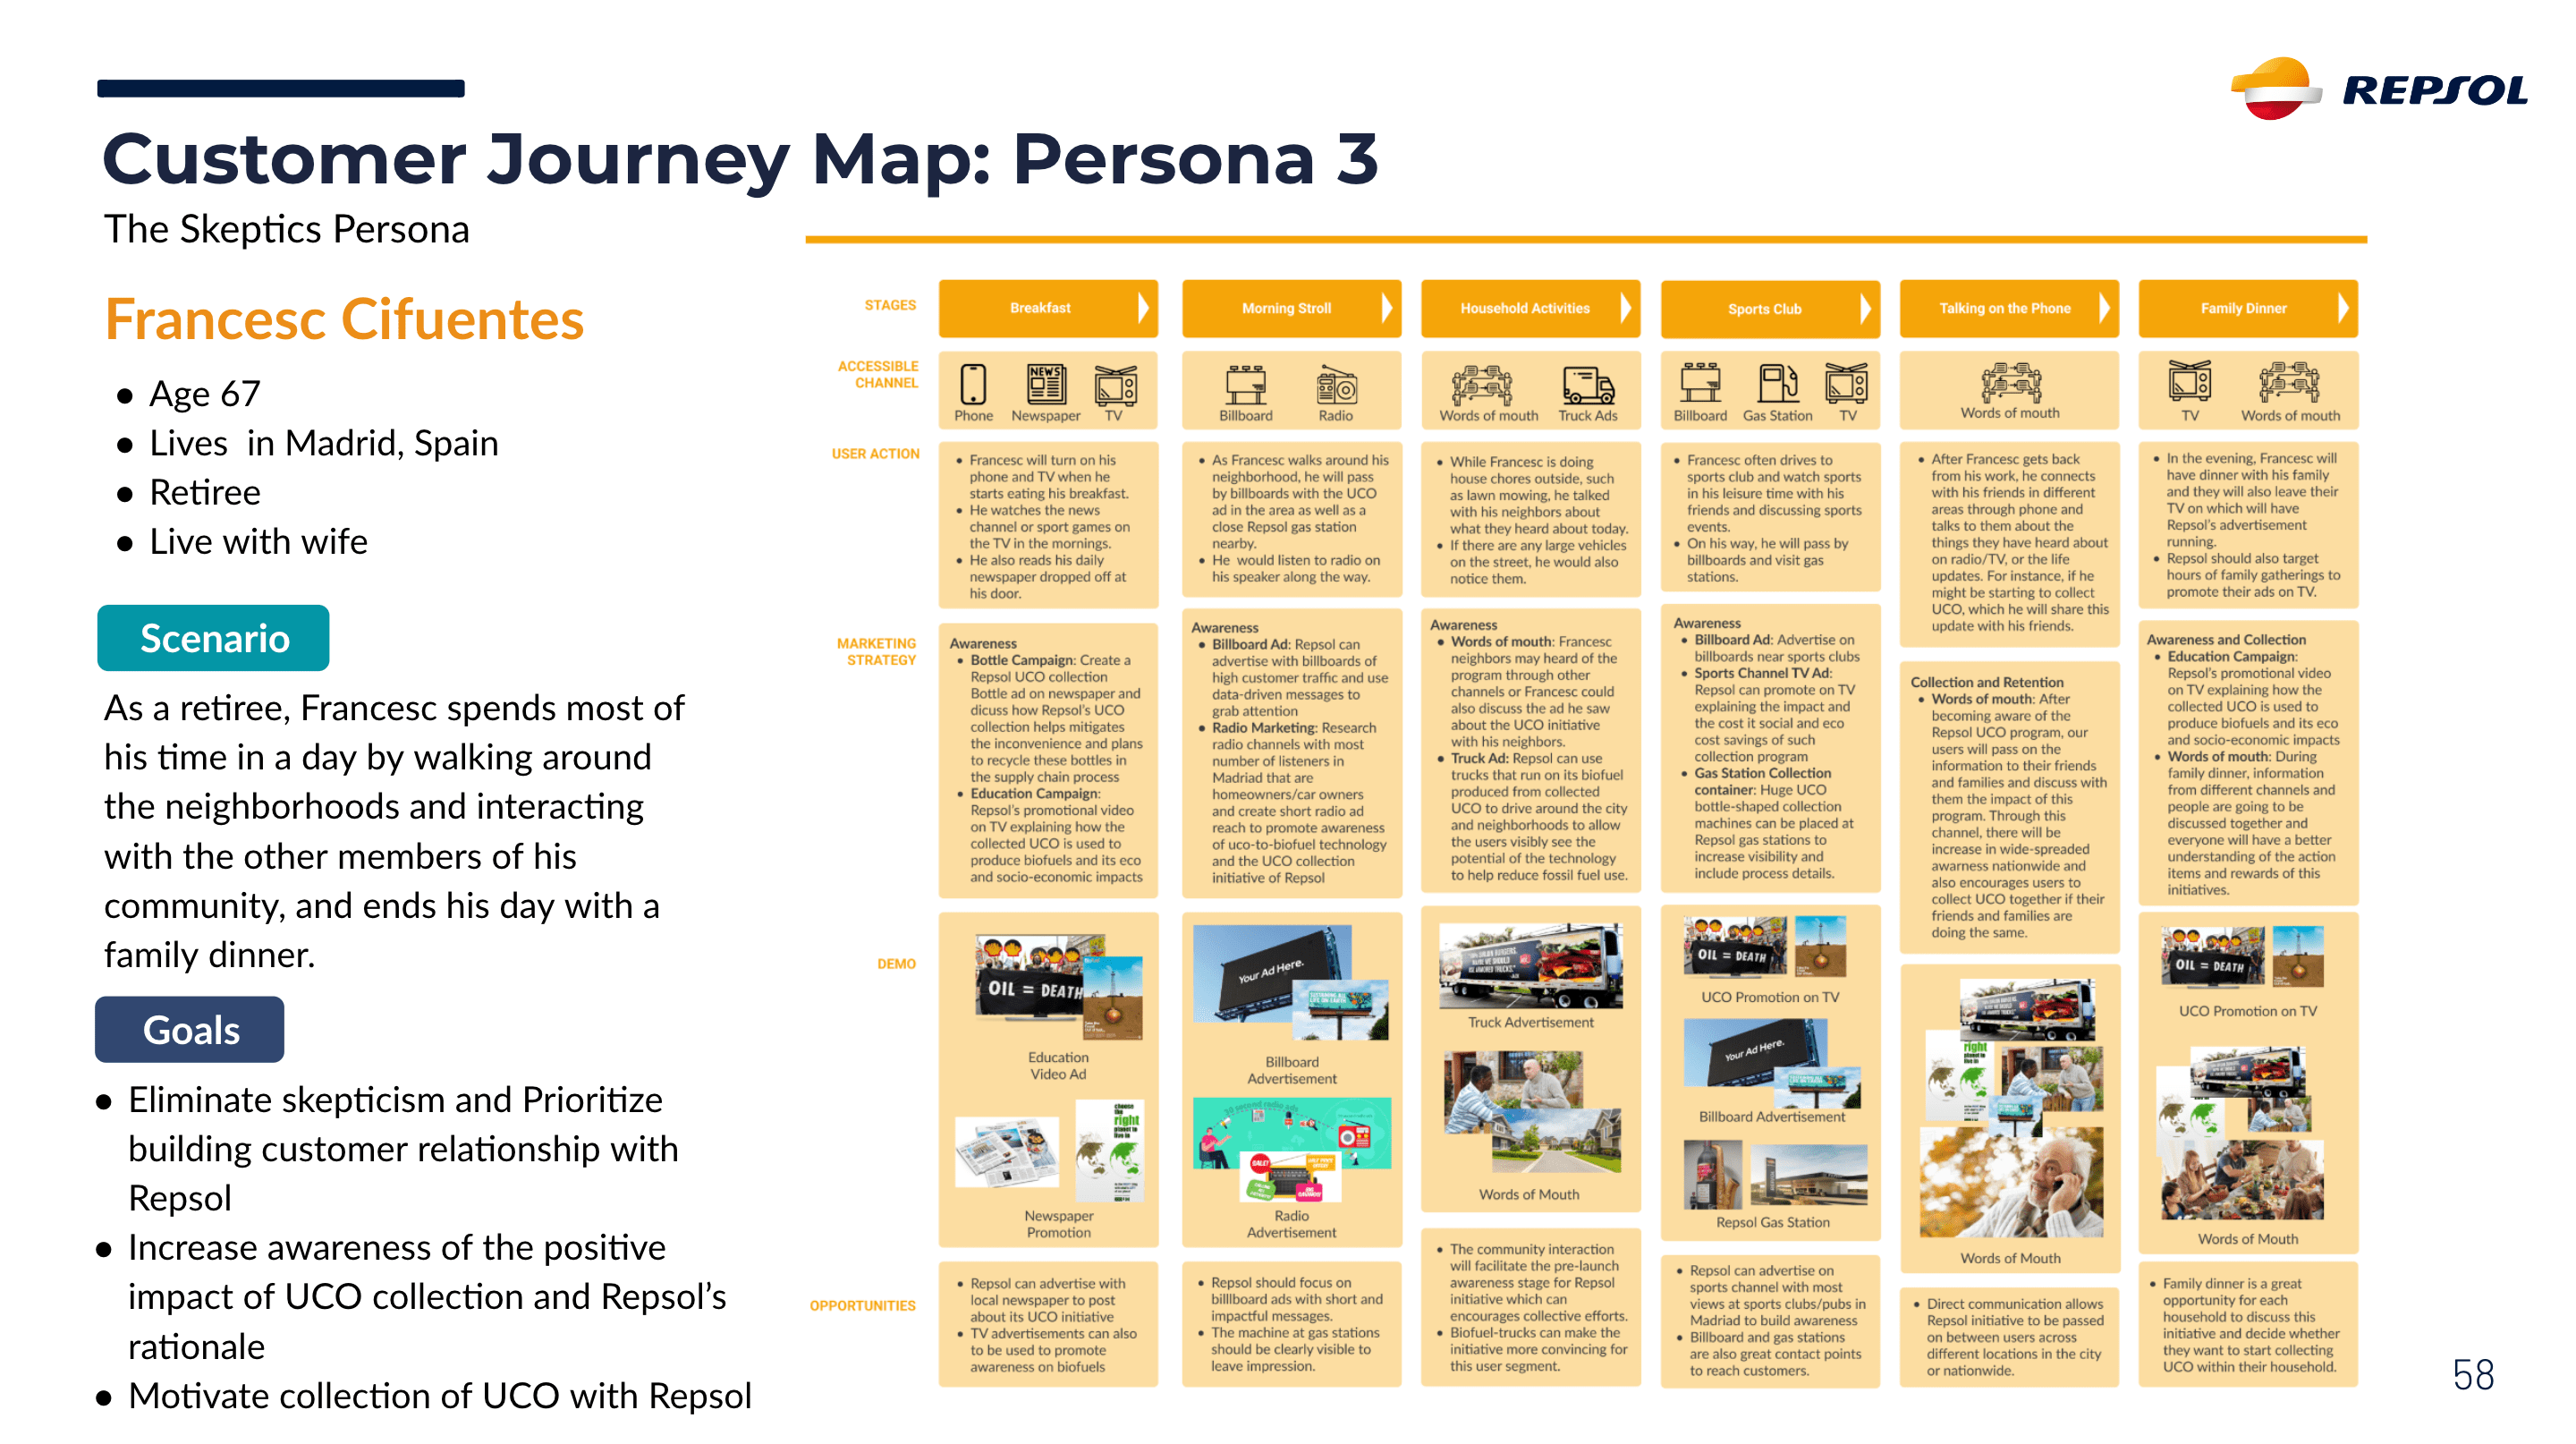 REPSOL
Customer Journey Map: Persona 3
The Skeptics Persona
Francesc Cifuentes
● Age 67
● Lives  in Madrid, Spain
● Retiree
● Live with wife
Scenario
As a retiree, Francesc spends most of
his time in a day by walking around
the neighborhoods and interacting
with the other members of his
community, and ends his day with a
family dinner.
Goals
● Eliminate skepticism and Prioritize
building customer relationship with
Repsol
● Increase awareness of the positive
impact of UCO collection and Repsol's
rationale
● Motivate collection of UCO with Repsol
STAGES
Breakfast
Morning Stroll
Household Activities
Sports Club
Talking on the Phone
Family Dinner
ACCESSIBLE
CHANNEL
Phone
Newspaper
TV
Billboard
Radio
Words of mouth
Truck Ads
Billboard
Gas Station
TV
Words of mouth
TV
Words of mouth
USER ACTION
● Francesc will turn on his
phone and TV when he
starts eating his breakfast.
● He watches the news
channel or sport games on
the TV in the mornings.
● He also reads his daily
newspaper dropped off at
his door.
● As Francesc walks around his
neighborhood, he will pass
by billboards with the UCO
ad in the area as well as a
close Repsol gas station
nearby.
● He  would listen to radio on
his speaker along the way.
● While Francesc is doing
house chores outside, such
as lawn mowing, he talked
with his neighbors about
what they heard about today.
● If there are any large vehicles
on the street, he would also
notice them.
● Francesc often drives to
sports club and watch sports
in his leisure time with his
friends and discussing sports
events.
● On his way, he will pass by
billboards and visit gas
stations.
● After Francesc gets back
from his work, he connects
with his friends in different
areas through phone and
talks to them about the
things they have heard about
on radio/TV, or the life
updates. For instance, if he
might be starting to collect
UCO, which he will share this
update with his friends.
● In the evening, Francesc will
have dinner with his family
and they will also leave their
TV on which will have
Repsol's advertisement
running.
● Repsol should also target
hours of family gatherings to
promote their ads on TV.
MARKETING
STRATEGY
Awareness
● Bottle Campaign: Create a
Repsol UCO collection
Bottle ad on newspaper and
dicuss how Repsol's UCO
collection helps mitigates
the inconvenience and plans
to recycle these bottles in
the supply chain process
● Education Campaign:
Repsol's promotional video
on TV explaining how the
collected UCO is used to
produce biofuels and its eco
and socio-economic impacts
Awareness
● Billboard Ad: Repsol can
advertise with billboards of
high customer traffic and use
data-driven messages to
grab attention
● Radio Marketing: Research
radio channels with most
number of listeners in
Madriad that are
homeowners/car owners
and create short radio ad
reach to promote awareness
of uco-to-biofuel technology
and the UCO collection
initiative of Repsol
Awareness
● Words of mouth: Francesc
neighbors may heard of the
program through other
channels or Francesc could
also discuss the ad he saw
about the UCO initiative
with his neighbors.
● Truck Ad: Repsol can use
trucks that run on its biofuel
produced from collected
UCO to drive around the city
and neighborhoods to allow
the users visibly see the
potential of the technology
to help reduce fossil fuel use.
Awareness
● Billboard Ad: Advertise on
billboards near sports clubs
● Sports Channel TV Ad:
Repsol can promote on TV
explaining the impact and
the cost it social and eco
cost savings of such
collection program
● Gas Station Collection
container: Huge UCO
bottle-shaped collection
machines can be placed at
Repsol gas stations to
increase visibility and
include process details.
Collection and Retention
● Words of mouth: After
becoming aware of the
Repsol UCO program, our
users will pass on the
information to their friends
and families and discuss with
them the impact of this
program. Through this
channel, there will be
increase in wide-spreaded
awarness nationwide and
also encourages users to
collect UCO together if their
friends and families are
doing the same.
Awareness and Collection
● Education Campaign:
Repsol's promotional video
on TV explaining how the
collected UCO is used to
produce biofuels and its eco
and socio-economic impacts
● Words of mouth: During
family dinner, information
from different channels and
people are going to be
discussed together and
everyone will have a better
understanding of the action
items and rewards of this
initiatives.
DEMO
OIL = DEATH
Education
Video Ad
right
Newspaper
Promotion
Your Ad Here.
Billboard
Advertisement
30 second radio ads
SALE!
Radio
Advertisement
Truck Advertisement
Words of Mouth
OIL = DEATH
UCO Promotion on TV
Your Ad Here.
Billboard Advertisement
Repsol Gas Station
right
Words of Mouth
OIL = DEATH
UCO Promotion on TV
Words of Mouth
OPPORTUNITIES
● Repsol can advertise with
local newspaper to post
about its UCO initiative
● TV advertisements can also
to be used to promote
awareness on biofuels
● Repsol should focus on
billlboard ads with short and
impactful messages.
● The machine at gas stations
should be clearly visible to
leave impression.
● The community interaction
will facilitate the pre-launch
awareness stage for Repsol
initiative which can
encourages collective efforts.
● Biofuel-trucks can make the
initiative more convincing for
this user segment.
● Repsol can advertise on
sports channel with most
views at sports clubs/pubs in
Madriad to build awareness
● Billboard and gas stations
are also great contact points
to reach customers.
● Direct communication allows
Repsol initiative to be passed
on between users across
different locations in the city
or nationwide.
● Family dinner is a great
opportunity for each
household to discuss this
initiative and decide whether
they want to start collecting
UCO within their household.
58